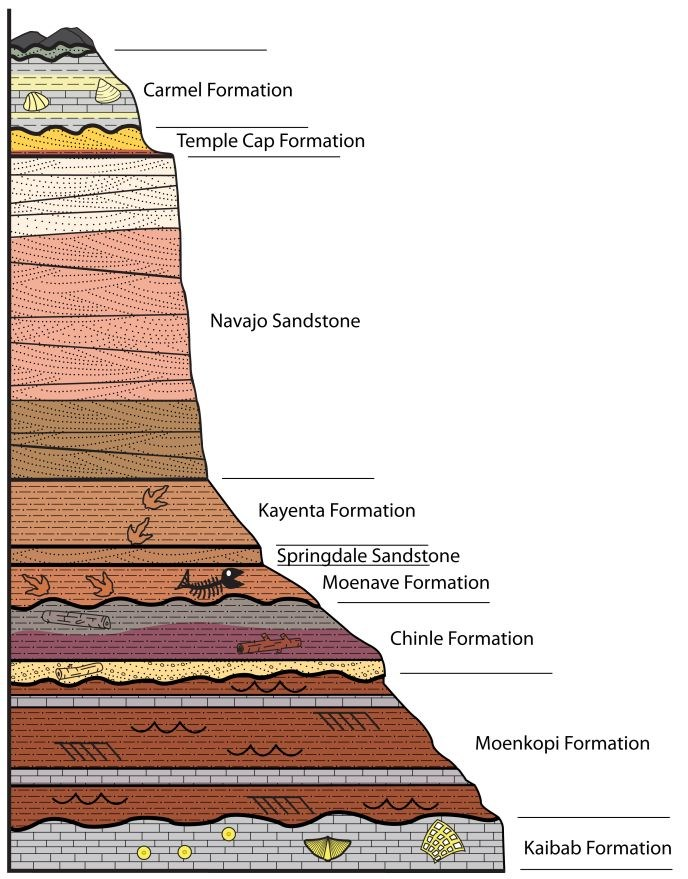 Carmel Formation
Temple Cap Formation
Navajo Sandstone
Kayenta Formation
Springdale Sandstone
Moenave Formation
Chinle Formation
Moenkopi Formation
Kaibab Formation